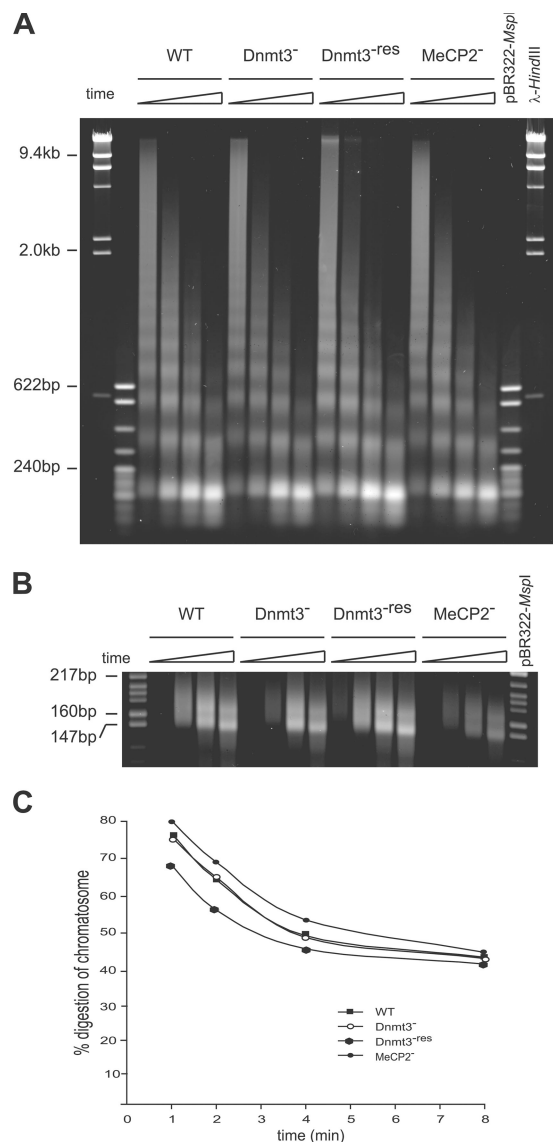 A
WT Dnmt3⁻ Dnmt3⁻ʳᵉˢ MeCP2⁻ pBR322-MspI λ-HindIII
time
9.4kb
2.0kb
622bp
240bp
B
WT Dnmt3⁻ Dnmt3⁻ʳᵉˢ MeCP2⁻ pBR322-MspI
time
217bp
160bp
147bp
C
% digestion of chromatosome
80
70
60
50
40
30
20
10
WT
Dnmt3⁻
Dnmt3⁻ʳᵉˢ
MeCP2⁻
0 1 2 3 4 5 6 7 8
time (min)